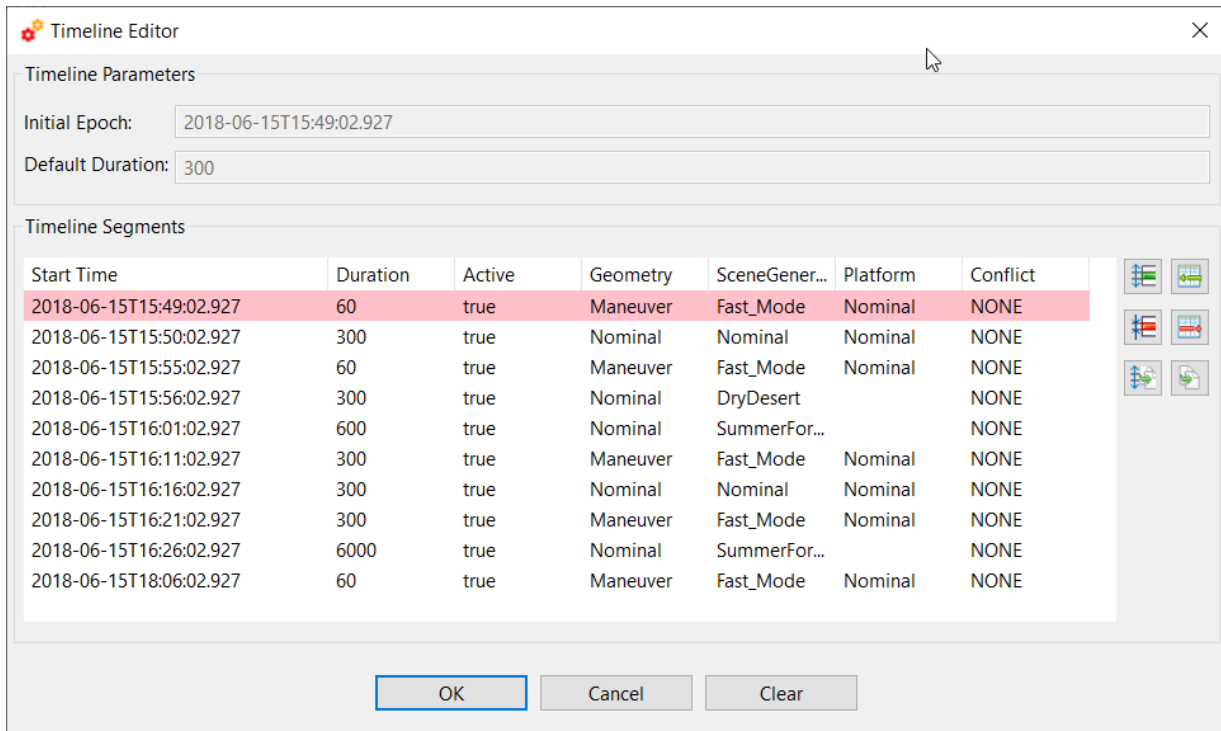 Timeline Editor
Timeline Parameters
Initial Epoch: 2018-06-15T15:49:02.927
Default Duration: 300
Timeline Segments
Start Time Duration Active Geometry SceneGener... Platform Conflict
2018-06-15T15:49:02.927 60 true Maneuver Fast_Mode Nominal NONE
2018-06-15T15:50:02.927 300 true Nominal Nominal Nominal NONE
2018-06-15T15:55:02.927 60 true Maneuver Fast_Mode Nominal NONE
2018-06-15T15:56:02.927 300 true Nominal DryDesert NONE
2018-06-15T16:01:02.927 600 true Nominal SummerFor... NONE
2018-06-15T16:11:02.927 300 true Maneuver Fast_Mode Nominal NONE
2018-06-15T16:16:02.927 300 true Nominal Nominal Nominal NONE
2018-06-15T16:21:02.927 300 true Maneuver Fast_Mode Nominal NONE
2018-06-15T16:26:02.927 6000 true Nominal SummerFor... NONE
2018-06-15T18:06:02.927 60 true Maneuver Fast_Mode Nominal NONE
OK Cancel Clear